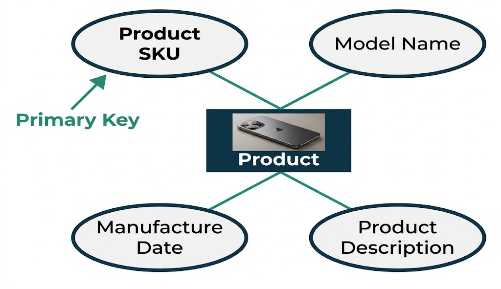 Product
SKU
Model Name
Primary Key
Product
Manufacture
Date
Product
Description